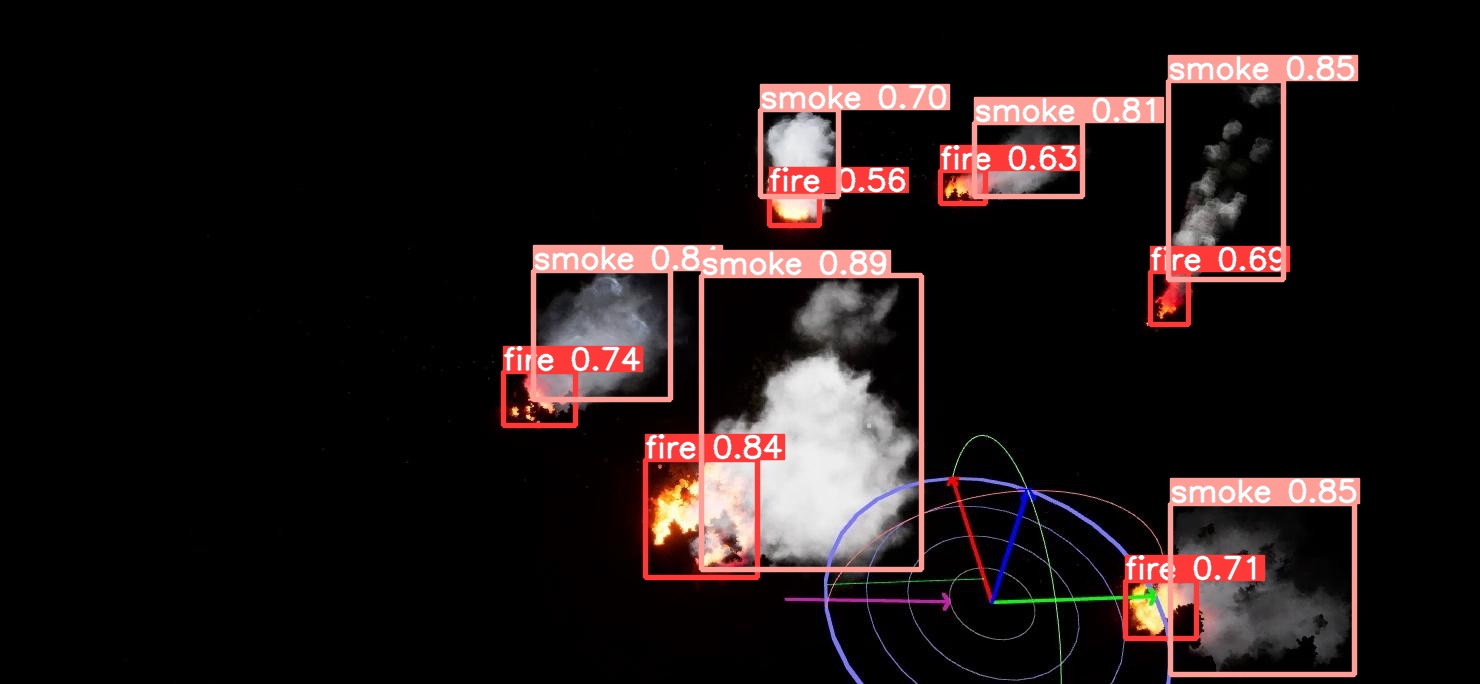 smoke 0.85
smoke 0.70
smoke 0.81
fire 0.63
fire 0.56
smoke
smoke 0.89
fire 0.69
fire 0.74
fire 0.84
smoke 0.85
fire 0.71